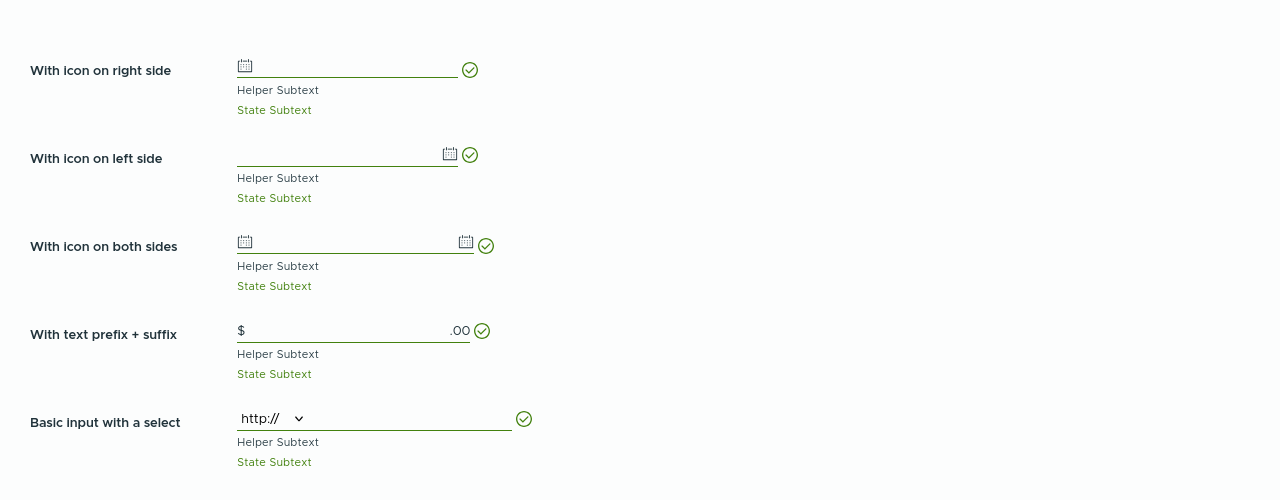 With icon on right side
Helper Subtext
State Subtext
With icon on left side
Helper Subtext
State Subtext
With icon on both sides
Helper Subtext
State Subtext
With text prefix + suffix $ .00
Helper Subtext
State Subtext
Basic input with a select http://
Helper Subtext
State Subtext